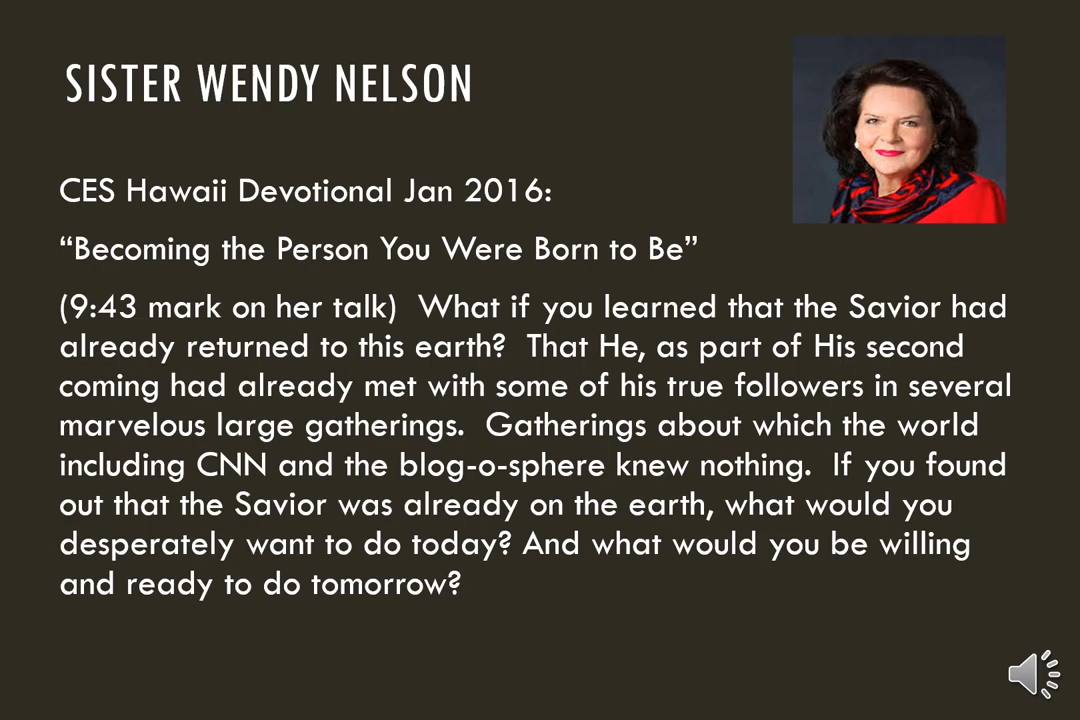 SISTER WENDY NELSON
CES Hawaii Devotional Jan 2016:
“Becoming the Person You Were Born to Be”
(9:43 mark on her talk)  What if you learned that the Savior had
already returned to this earth?  That He, as part of His second
coming had already met with some of his true followers in several
marvelous large gatherings.  Gatherings about which the world
including CNN and the blog-o-sphere knew nothing.  If you found
out that the Savior was already on the earth, what would you
desperately want to do today? And what would you be willing
and ready to do tomorrow?